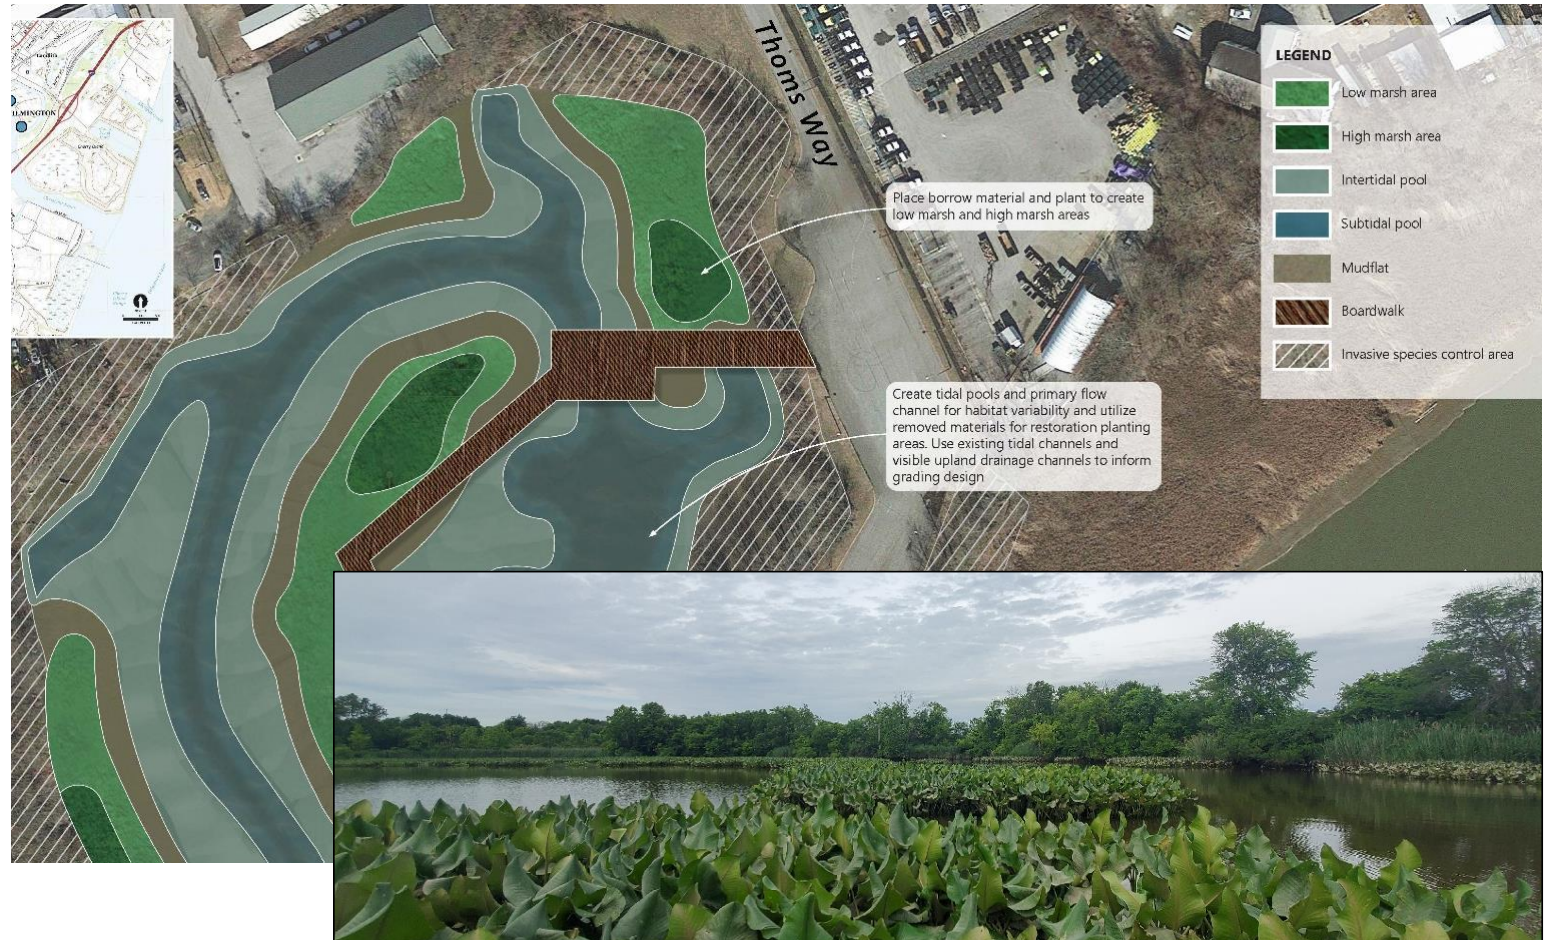 ILMINGTON
Thoms Way
Place borrow material and plant to create
low marsh and high marsh areas
Create tidal pools and primary flow
channel for habitat variability and utilize
removed materials for restoration planting
areas. Use existing tidal channels and
visible upland drainage channels to inform
grading design
LEGEND
Low marsh area
High marsh area
Intertidal pool
Subtidal pool
Mudflat
Boardwalk
Invasive species control area